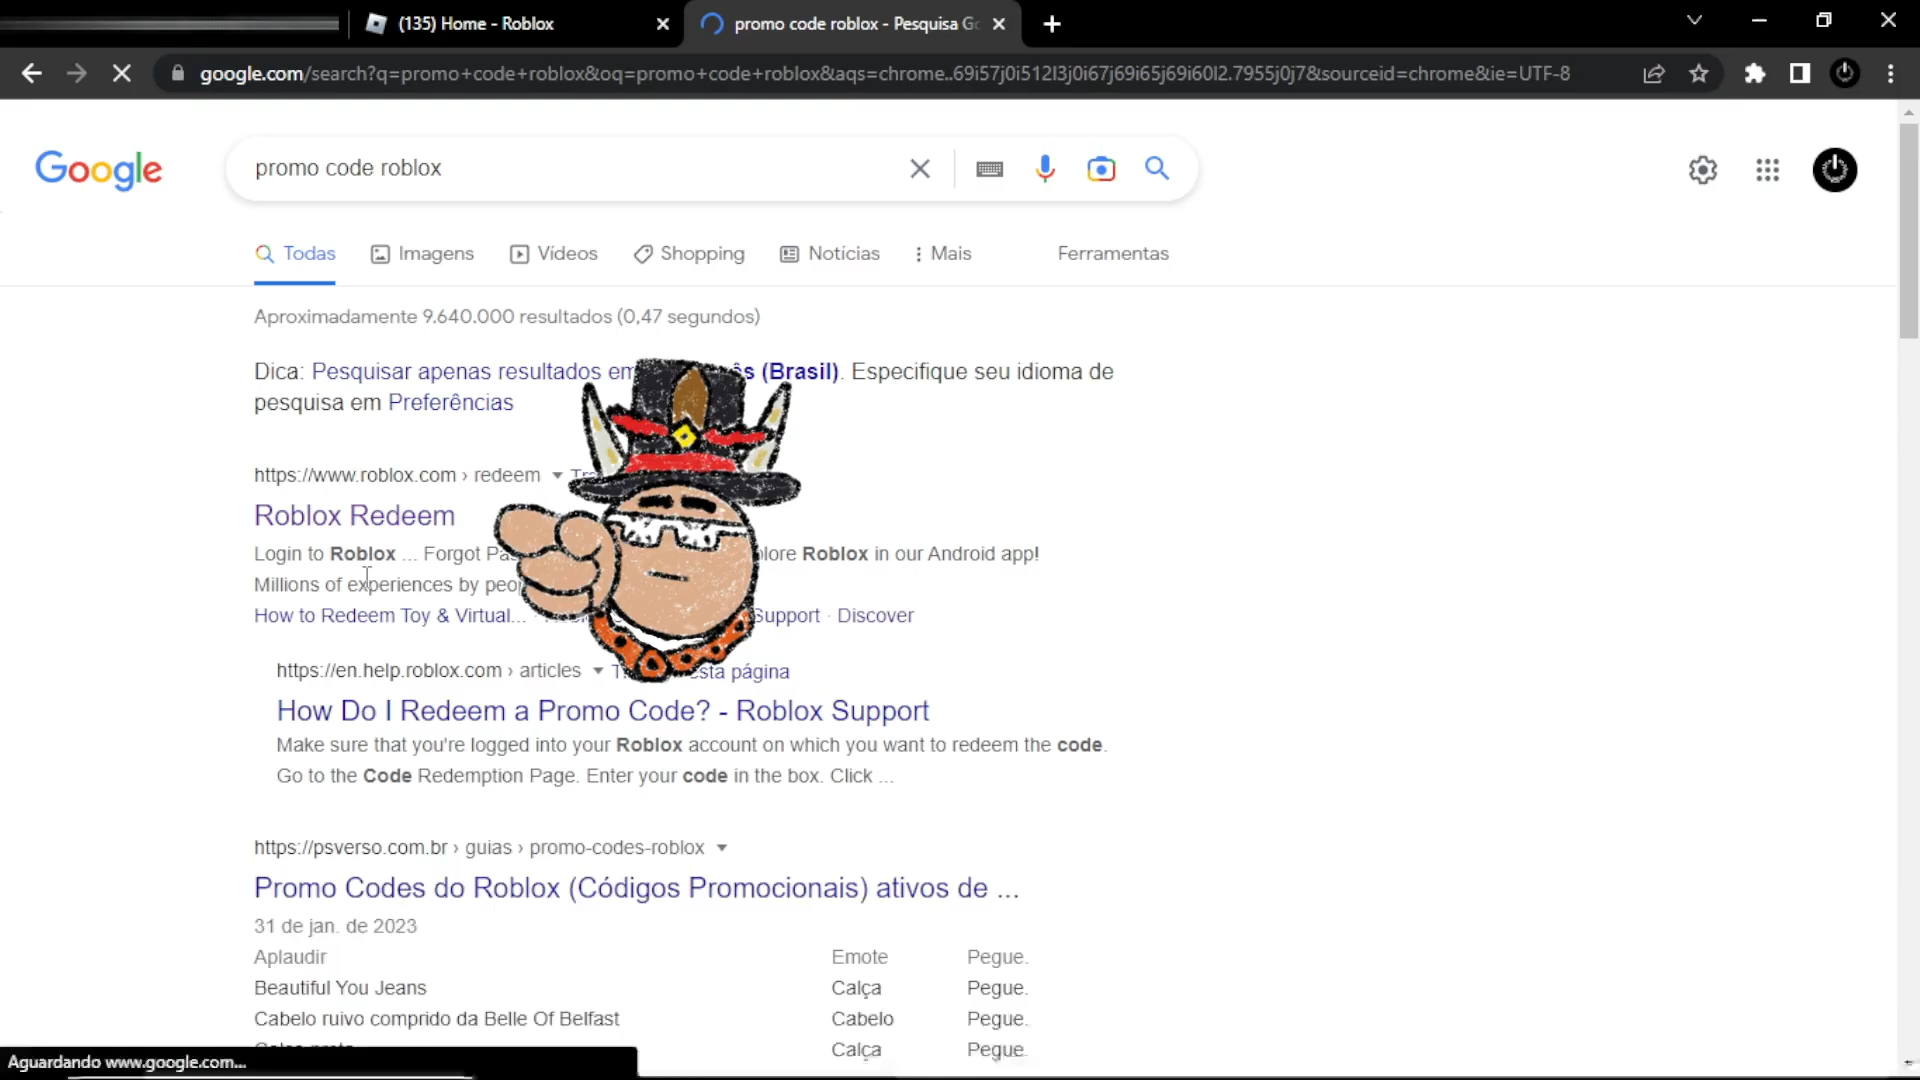 (135) Home - Roblox
promo code roblox - Pesquisa Go
google.com/search?q=promo+code+roblox&oq=promo+code+roblox&aqs=chrome..69i57j0i512l3j0i67j69i65j69i60l2.7955j0j7&sourceid=chrome&ie=UTF-8
Google
promo code roblox
Todas
Imagens
Vídeos
Shopping
Notícias
Mais
Ferramentas
Aproximadamente 9.640.000 resultados (0,47 segundos)
Dica: Pesquisar apenas resultados em ês (Brasil). Especifique seu idioma de
pesquisa em Preferências
https://www.roblox.com › redeem
Roblox Redeem
Login to Roblox ... Forgot Pas plore Roblox in our Android app!
Millions of experiences by peop
How to Redeem Toy & Virtual... Support · Discover
https://en.help.roblox.com › articles esta página
How Do I Redeem a Promo Code? - Roblox Support
Make sure that you're logged into your Roblox account on which you want to redeem the code.
Go to the Code Redemption Page. Enter your code in the box. Click ...
https://psverso.com.br › guias › promo-codes-roblox
Promo Codes do Roblox (Códigos Promocionais) ativos de ...
31 de jan. de 2023
Aplaudir Emote Pegue.
Beautiful You Jeans Calça Pegue.
Cabelo ruivo comprido da Belle Of Belfast Cabelo Pegue.
Calça Pegue.
Aguardando www.google.com...